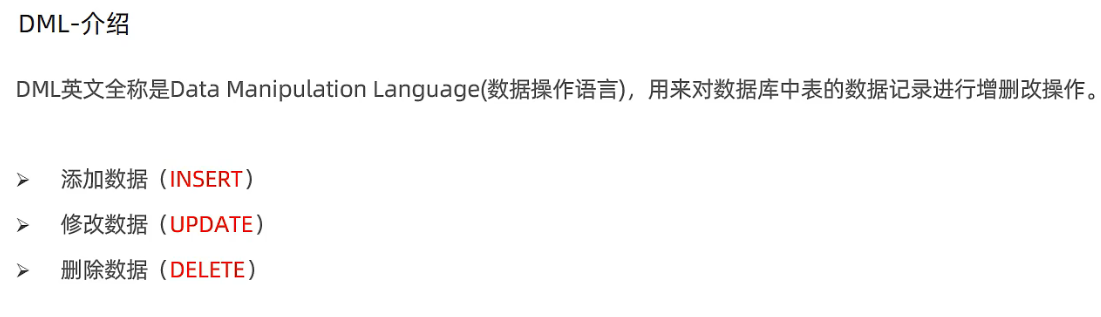 DML-介绍
DML英文全称是Data Manipulation Language(数据操作语言)，用来对数据库中表的数据记录进行增删改操作。
➢ 添加数据（INSERT）
➢ 修改数据（UPDATE）
➢ 删除数据（DELETE）